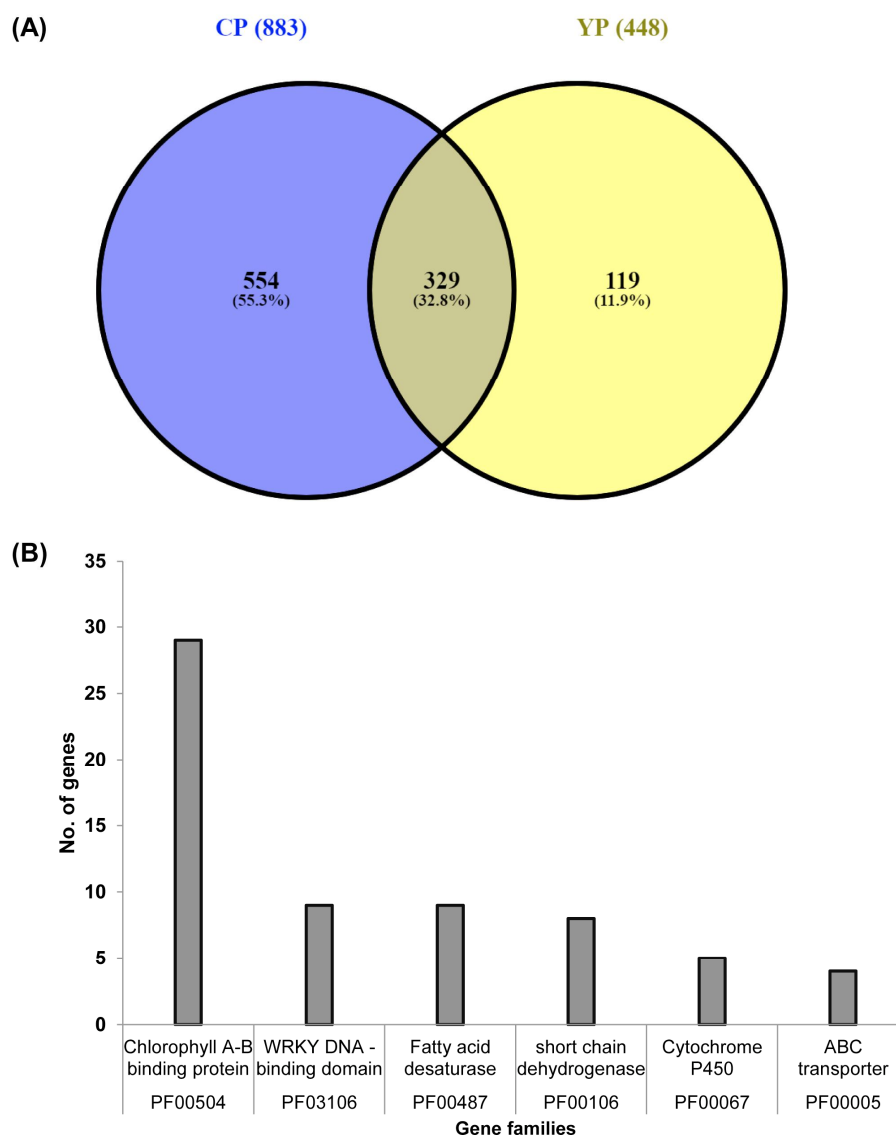 (A)
CP (883)
YP (448)
554
(55.3%)
329
(32.8%)
119
(11.9%)
(B)
No. of genes
35
30
25
20
15
10
5
0
Chlorophyll A-B
binding protein
WRKY DNA -
binding domain
Fatty acid
desaturase
short chain
dehydrogenase
Cytochrome
P450
ABC
transporter
PF00504
PF03106
PF00487
PF00106
PF00067
PF00005
Gene families